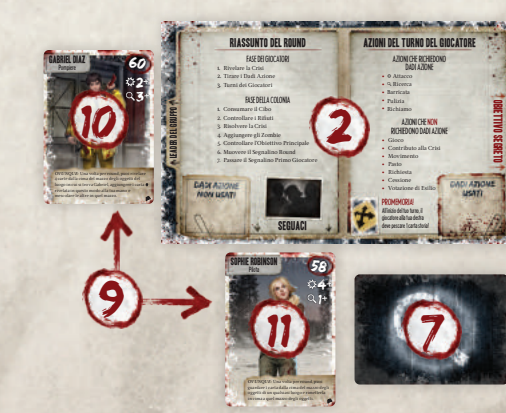 GABRIEL DIAZ
Pompiere
60
2+
3+
10
RIASSUNTO DEL ROUND
FASE DEI GIOCATORI
1. Rivelare la Crisi
2. Tirare i Dadi Azione
3. Turni dei Giocatori
FASE DELLA COLONIA
1. Consumare il Cibo
2. Controllare i Rifiuti
3. Risolvere la Crisi
4. Aggiungere gli Zombie
5. Controllare l'Obiettivo Principale
6. Muovere il Segnalino Round
7. Passare il Segnalino Primo Giocatore
LEADER DEL GRUPPO
DADI AZIONE
NON USATI
SEGUACI
2
AZIONI DEL TURNO DEL GIOCATORE
AZIONI CHE RICHIEDONO
DADI AZIONE
• Attacco
• Ricerca
• Barricata
• Pulizia
• Richiamo
AZIONI CHE NON
RICHIEDONO DADI AZIONE
• Gioco
• Contributo alla Crisi
• Movimento
• Pasto
• Richiesta
• Cessione
• Votazione di Esilio
PROMEMORIA!
All'inizio del tuo turno, il
giocatore alla tua destra
deve pescare 1 carta storia!
DADI AZIONE
USATI
OBIETTIVO SEGRETO
9
SOPHIE ROBINSON
Pilota
58
4+
1+
11
7